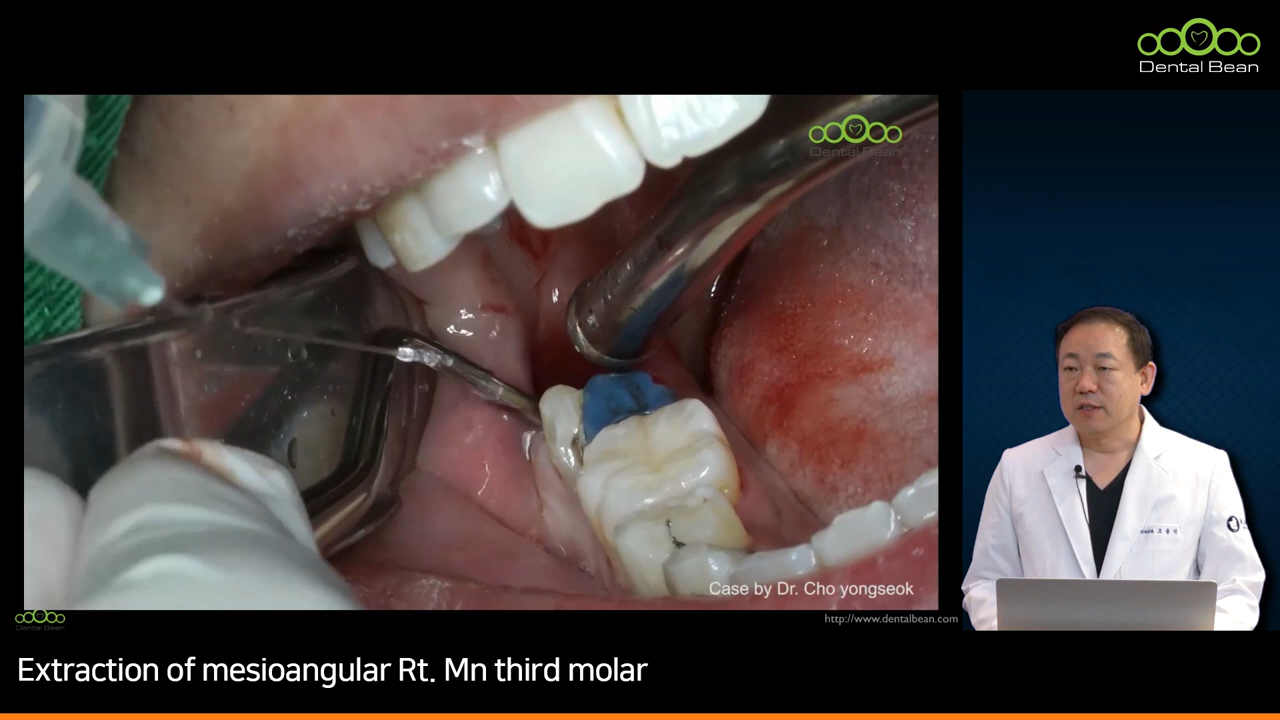 Dental Bean
Dental Bean
Case by Dr. Cho yongseok
Dental Bean
http://www.dentalbean.com
Extraction of mesioangular Rt. Mn third molar